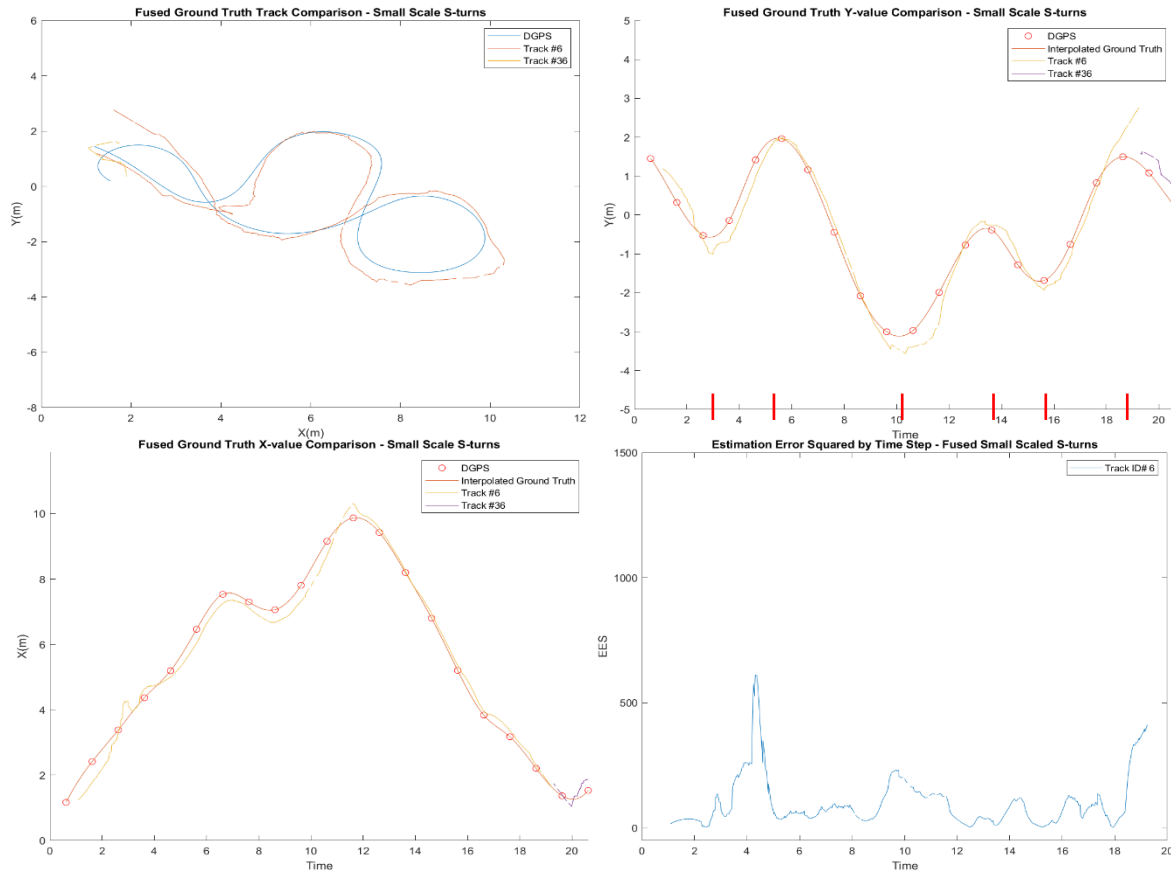 Fused Ground Truth Track Comparison - Small Scale S-turns
6
4
2
0
-2
-4
-6
-8
Y(m)
0
2
4
6
8
10
12
X(m)
DGPS
Track #6
Track #36
Fused Ground Truth Y-value Comparison - Small Scale S-turns
5
4
3
2
1
0
-1
-2
-3
-4
-5
Y(m)
0
2
4
6
8
10
12
14
16
18
20
Time
DGPS
Interpolated Ground Truth
Track #6
Track #36
Fused Ground Truth X-value Comparison - Small Scale S-turns
10
8
6
4
2
0
X(m)
0
2
4
6
8
10
12
14
16
18
20
Time
DGPS
Interpolated Ground Truth
Track #6
Track #36
Estimation Error Squared by Time Step - Fused Small Scaled S-turns
1500
1000
500
0
EES
0
2
4
6
8
10
12
14
16
18
20
Time
Track ID# 6